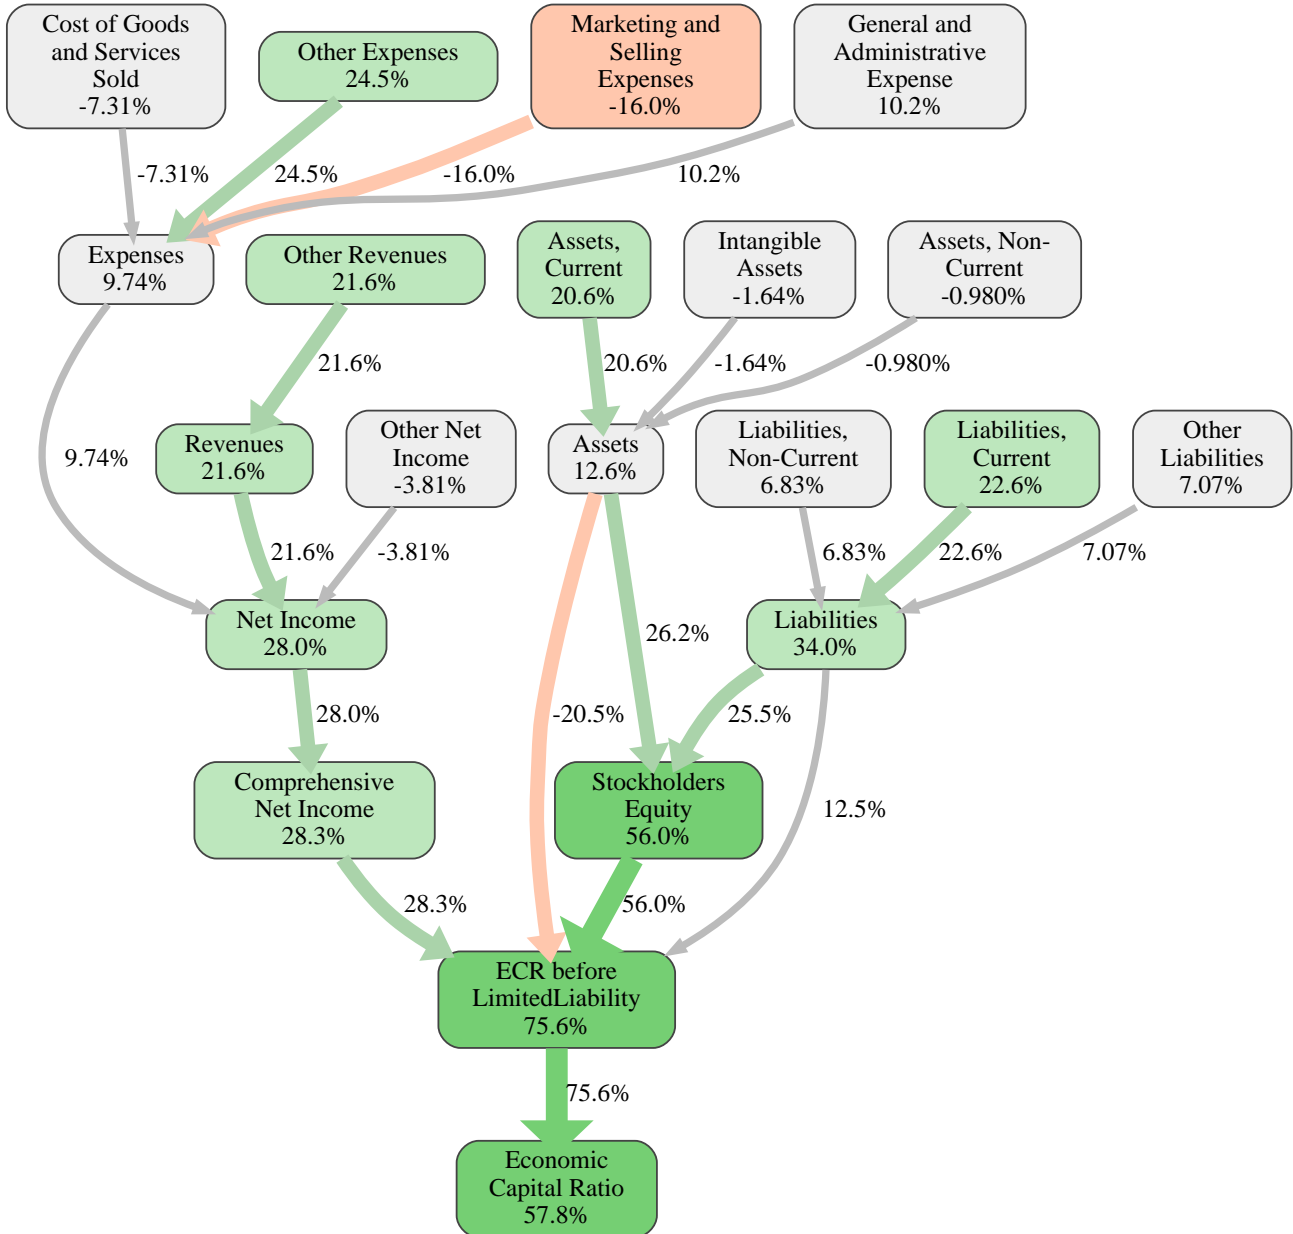 Cost of Goods
and Services
Sold
-7.31%
Other Expenses
24.5%
Marketing and
Selling
Expenses
-16.0%
General and
Administrative
Expense
10.2%
-7.31%
24.5%
-16.0%
10.2%
Expenses
9.74%
Other Revenues
21.6%
Assets,
Current
20.6%
Intangible
Assets
-1.64%
Assets, Non-
Current
-0.980%
21.6%
20.6%
-1.64%
-0.980%
9.74%
Revenues
21.6%
Other Net
Income
-3.81%
Assets
12.6%
Liabilities,
Non-Current
6.83%
Liabilities,
Current
22.6%
Other
Liabilities
7.07%
21.6%
-3.81%
6.83%
22.6%
7.07%
Net Income
28.0%
26.2%
Liabilities
34.0%
28.0%
-20.5%
25.5%
Comprehensive
Net Income
28.3%
Stockholders
Equity
56.0%
12.5%
28.3%
56.0%
ECR before
LimitedLiability
75.6%
75.6%
Economic
Capital Ratio
57.8%